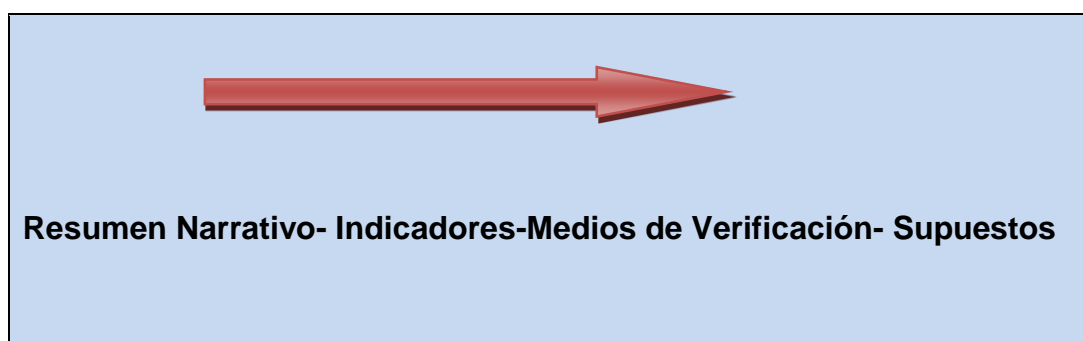 Resumen Narrativo- Indicadores-Medios de Verificación- Supuestos